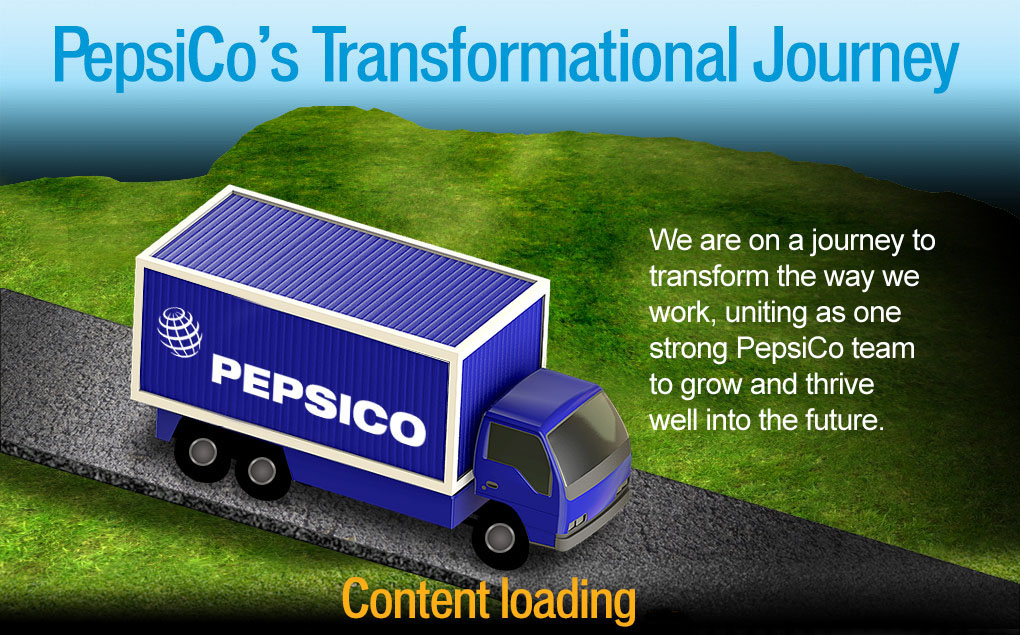 PepsiCo’s Transformational Journey
We are on a journey to
transform the way we
work, uniting as one
strong PepsiCo team
to grow and thrive
well into the future.
PEPSICO
Content loading